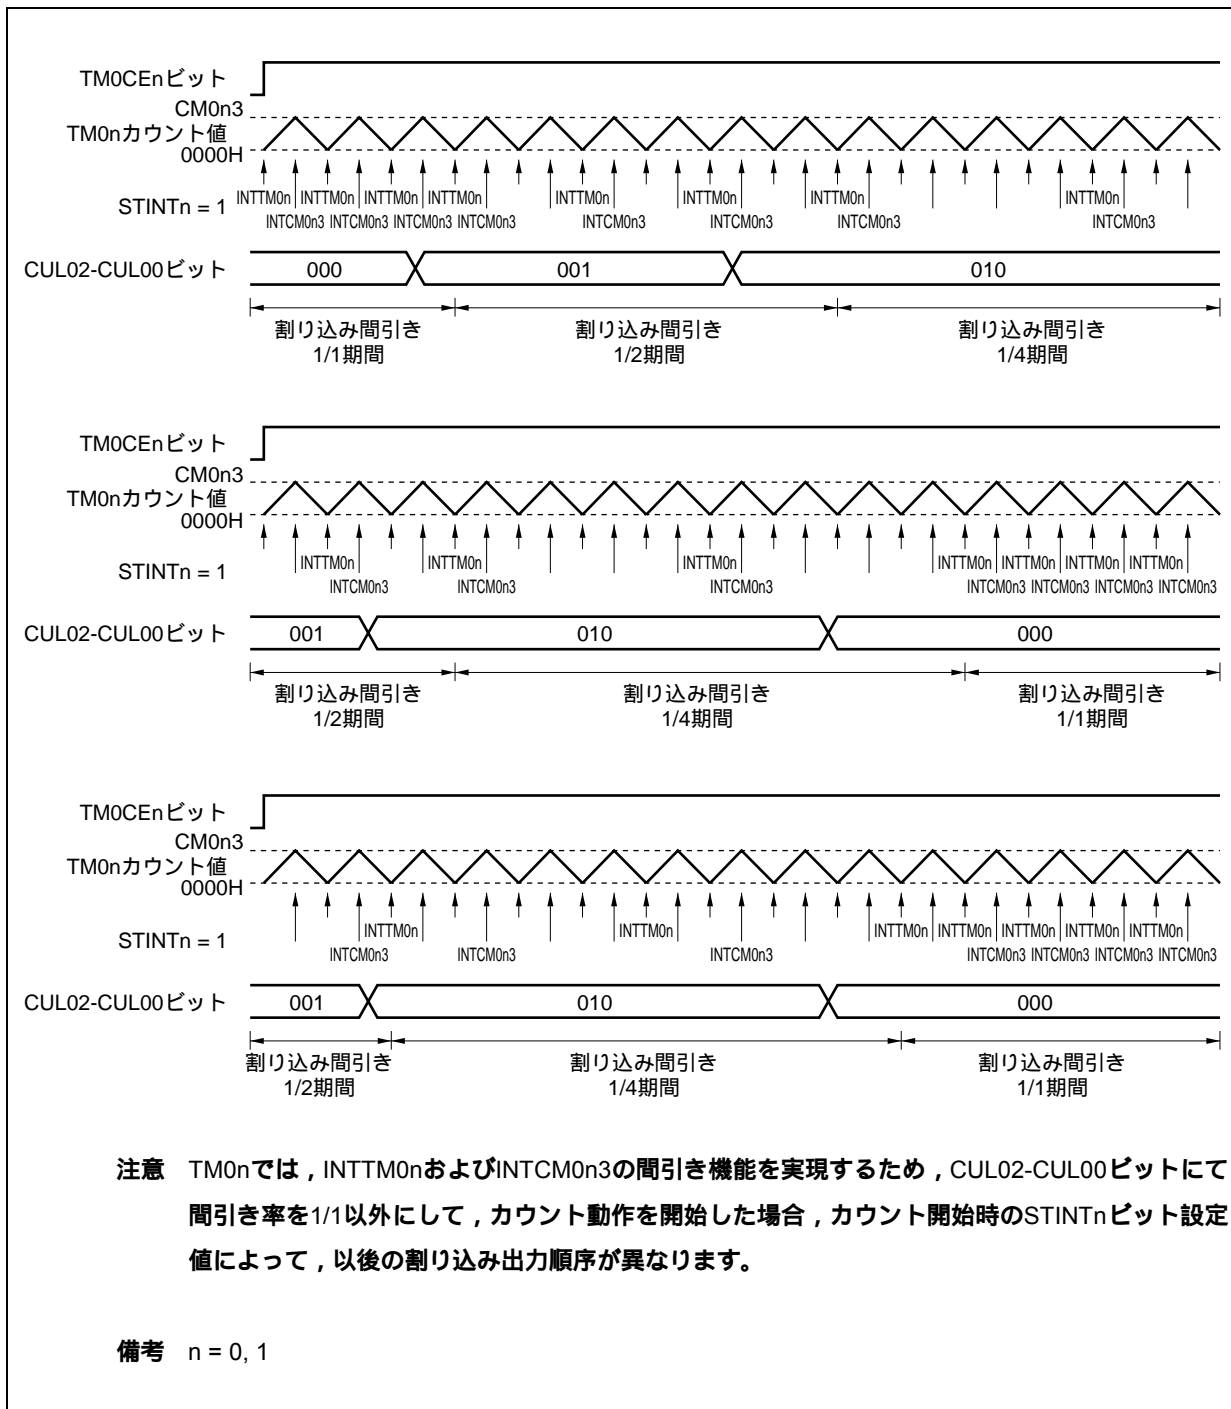 TM0CEnビット
CM0n3
TM0nカウント値
0000H
STINTn = 1
INTTM0n INTTM0n INTTM0n INTTM0n INTTM0n INTTM0n INTTM0n INTTM0n
INTCM0n3 INTCM0n3 INTCM0n3 INTCM0n3 INTCM0n3 INTCM0n3 INTCM0n3 INTCM0n3
CUL02-CUL00ビット 000 001 010
割り込み間引き 割り込み間引き 割り込み間引き
1/1期間 1/2期間 1/4期間
TM0CEnビット
CM0n3
TM0nカウント値
0000H
STINTn = 1
INTTM0n INTTM0n INTTM0n INTTM0n INTTM0n INTTM0n INTTM0n
INTCM0n3 INTCM0n3 INTCM0n3 INTCM0n3 INTCM0n3 INTCM0n3 INTCM0n3
CUL02-CUL00ビット 001 010 000
割り込み間引き 割り込み間引き 割り込み間引き
1/2期間 1/4期間 1/1期間
TM0CEnビット
CM0n3
TM0nカウント値
0000H
STINTn = 1
INTTM0n INTTM0n INTTM0n INTTM0n INTTM0n INTTM0n INTTM0n
INTCM0n3 INTCM0n3 INTCM0n3 INTCM0n3 INTCM0n3 INTCM0n3 INTCM0n3
CUL02-CUL00ビット 001 010 000
割り込み間引き 割り込み間引き 割り込み間引き
1/2期間 1/4期間 1/1期間
注意 TM0nでは，INTTM0nおよびINTCM0n3の間引き機能を実現するため，CUL02-CUL00ビットにて
間引き率を1/1以外にして，カウント動作を開始した場合，カウント開始時のSTINTnビット設定
値によって，以後の割り込み出力順序が異なります。
備考 n = 0, 1